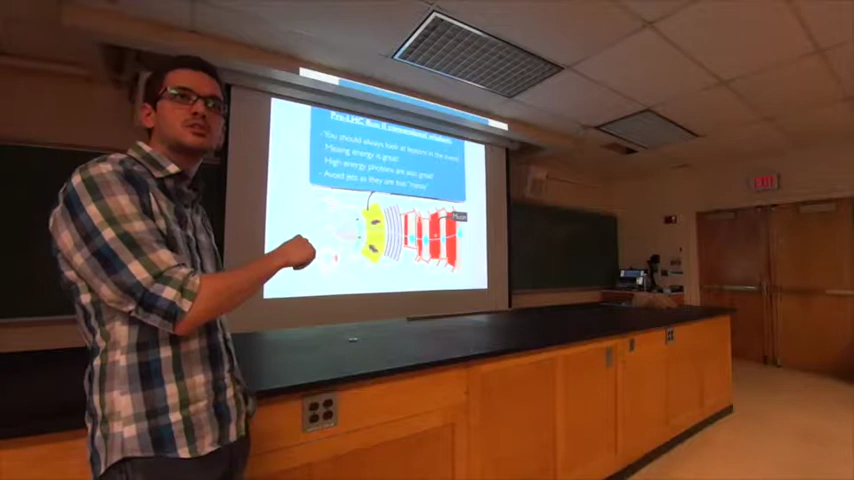 Pre-LHC Run II conventional wisdom
• You should always look at leptons in the event
Missing energy is great!
High-energy photons are also great!
• Avoid jets as they are too "messy"
Muon
EXIT